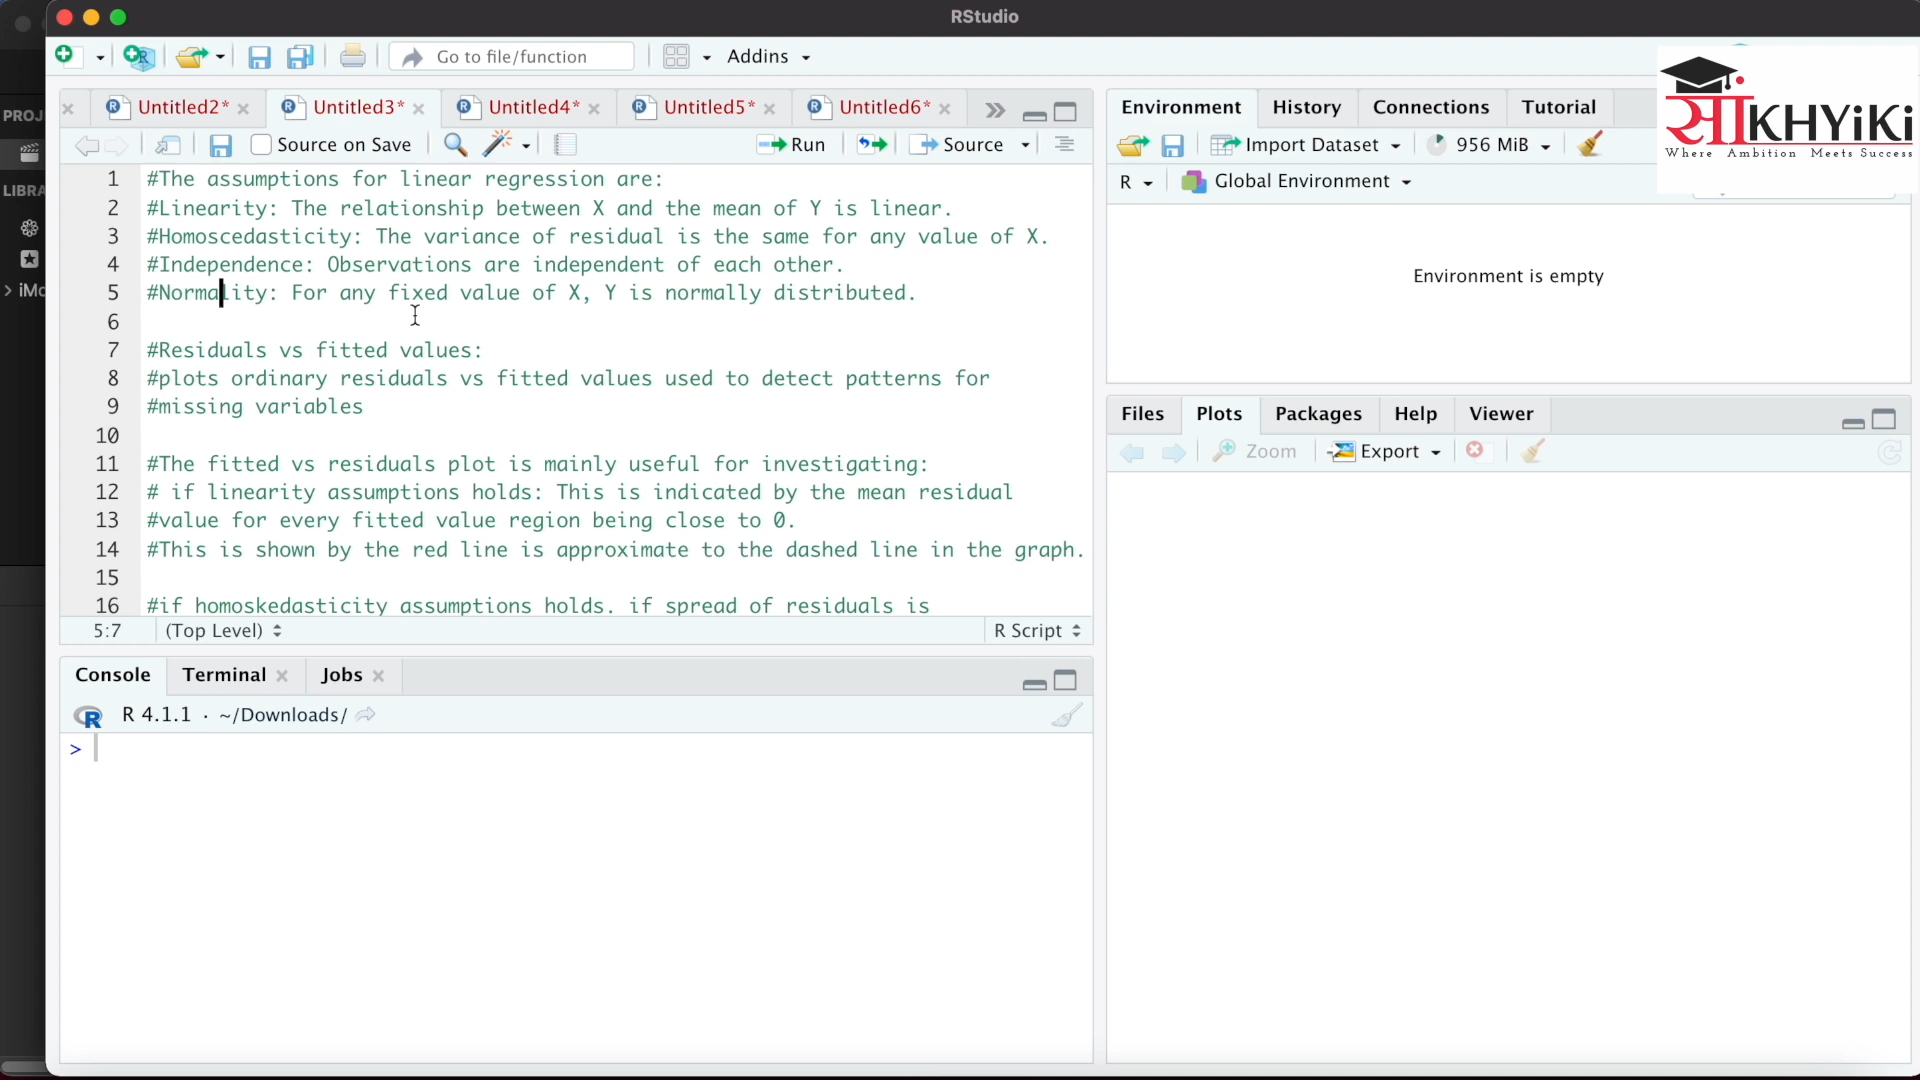 RStudio
Go to file/function
Addins
PROJ
LIBRA
iMo
Untitled2*
Untitled3*
Untitled4*
Untitled5*
Untitled6*
Source on Save
Run
Source
1 #The assumptions for linear regression are:
2 #Linearity: The relationship between X and the mean of Y is linear.
3 #Homoscedasticity: The variance of residual is the same for any value of X.
4 #Independence: Observations are independent of each other.
5 #Normality: For any fixed value of X, Y is normally distributed.
6
7 #Residuals vs fitted values:
8 #plots ordinary residuals vs fitted values used to detect patterns for
9 #missing variables
10
11 #The fitted vs residuals plot is mainly useful for investigating:
12 # if linearity assumptions holds: This is indicated by the mean residual
13 #value for every fitted value region being close to 0.
14 #This is shown by the red line is approximate to the dashed line in the graph.
15
16 #if homoskedasticity assumptions holds. if spread of residuals is
5:7 (Top Level) R Script
Console Terminal Jobs
R 4.1.1 · ~/Downloads/
>
Environment History Connections Tutorial
Import Dataset 956 MiB
R Global Environment
Environment is empty
Files Plots Packages Help Viewer
Zoom Export
सांKHYiKi
Where Ambition Meets Success